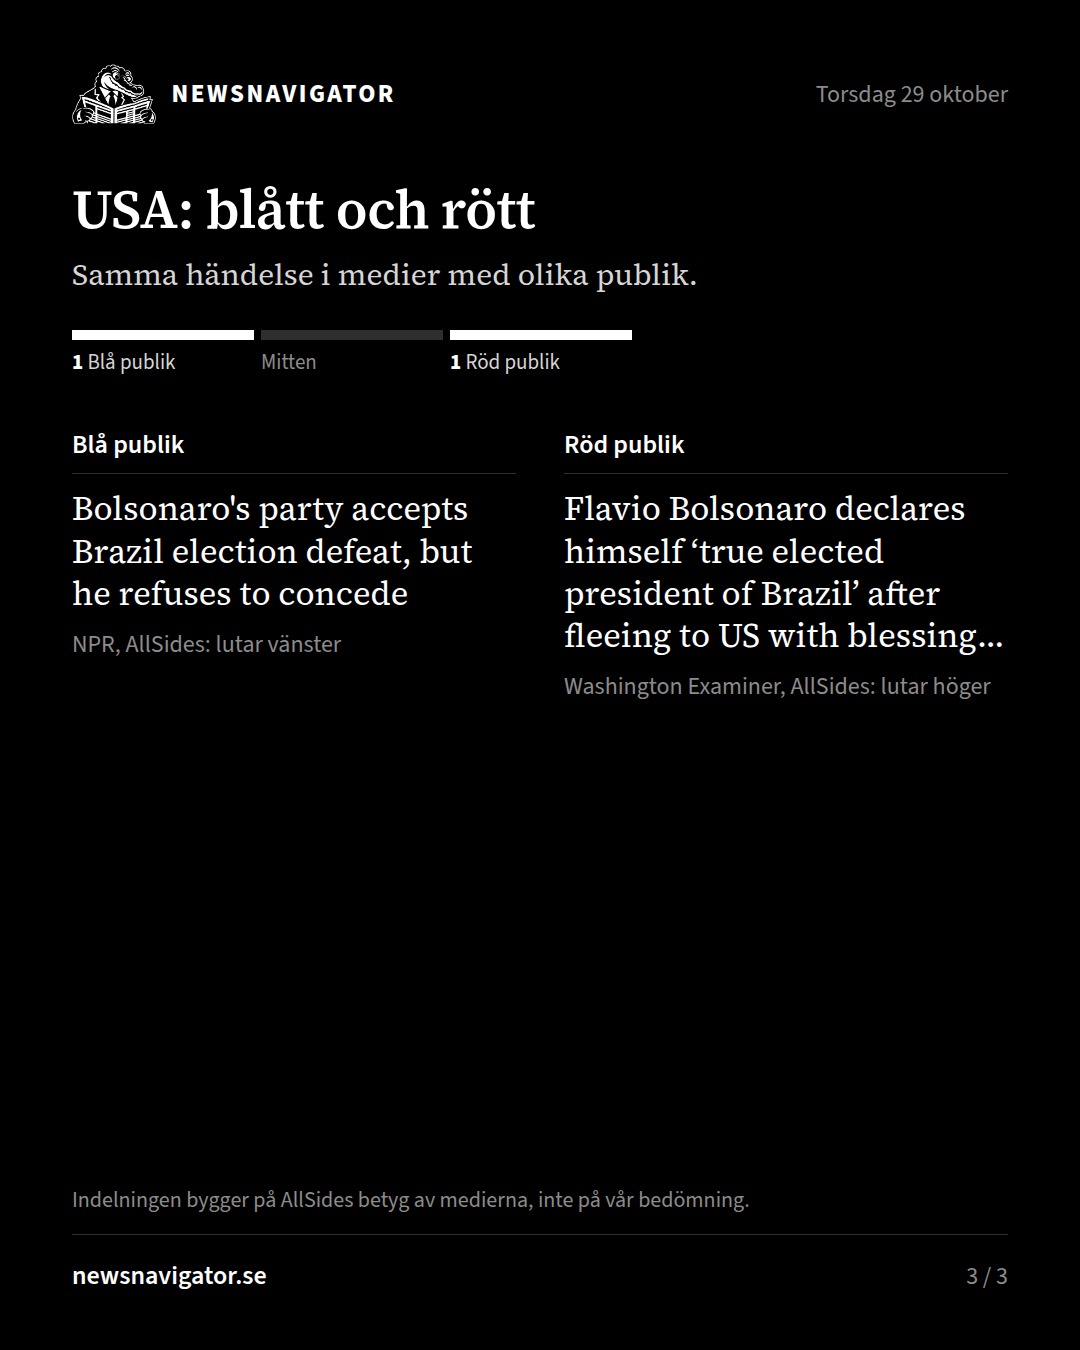 NEWSNAVIGATOR
Torsdag 29 oktober
USA: blått och rött
Samma händelse i medier med olika publik.
1 Blå publik
Mitten
1 Röd publik
Blå publik
Bolsonaro's party accepts
Brazil election defeat, but
he refuses to concede
NPR, AllSides: lutar vänster
Röd publik
Flavio Bolsonaro declares
himself ‘true elected
president of Brazil’ after
fleeing to US with blessing...
Washington Examiner, AllSides: lutar höger
Indelningen bygger på AllSides betyg av medierna, inte på vår bedömning.
newsnavigator.se
3 / 3